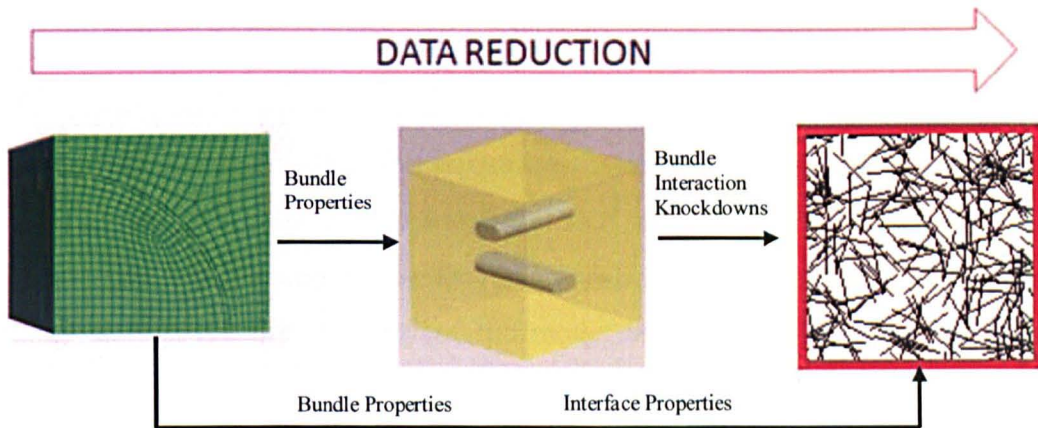 DATA REDUCTION
Bundle
Properties
Bundle
Interaction
Knockdowns
Bundle Properties
Interface Properties